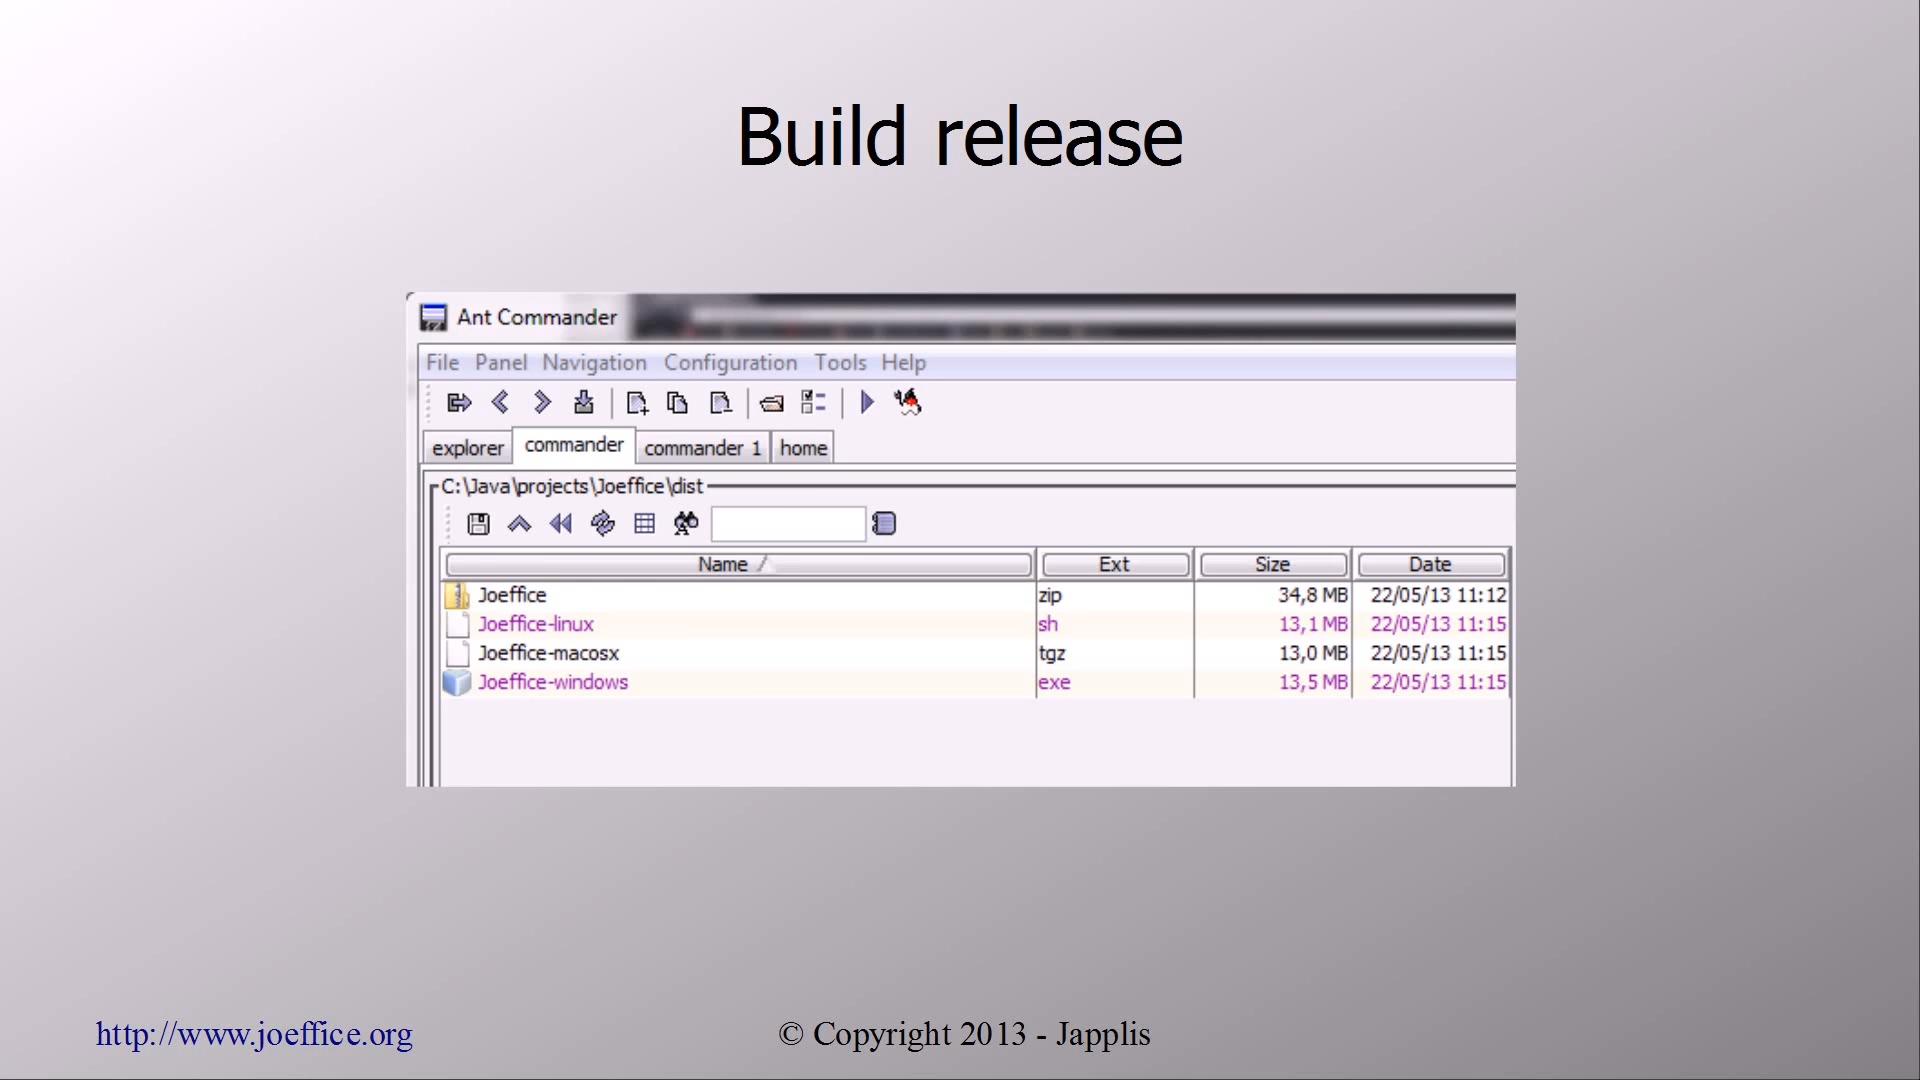 Build release
Ant Commander
File Panel Navigation Configuration Tools Help
explorer commander commander 1 home
C:\Java\projects\Joeffice\dist
Name Ext Size Date
Joeffice zip 34,8 MB 22/05/13 11:12
Joeffice-linux sh 13,1 MB 22/05/13 11:15
Joeffice-macosx tgz 13,0 MB 22/05/13 11:15
Joeffice-windows exe 13,5 MB 22/05/13 11:15
http://www.joeffice.org © Copyright 2013 - Japplis